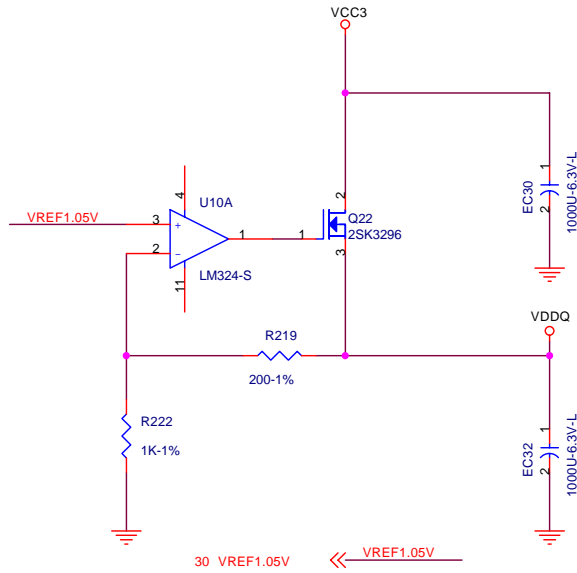 VCC3
4
U10A
VREF1.05V
3
+
2
-
1
LM324-S
11
1
2
Q22
2SK3296
3
EC30
1
2
1000U-6.3V-L
VDDQ
R219
200-1%
R222
1K-1%
EC32
1
2
1000U-6.3V-L
30 VREF1.05V
VREF1.05V